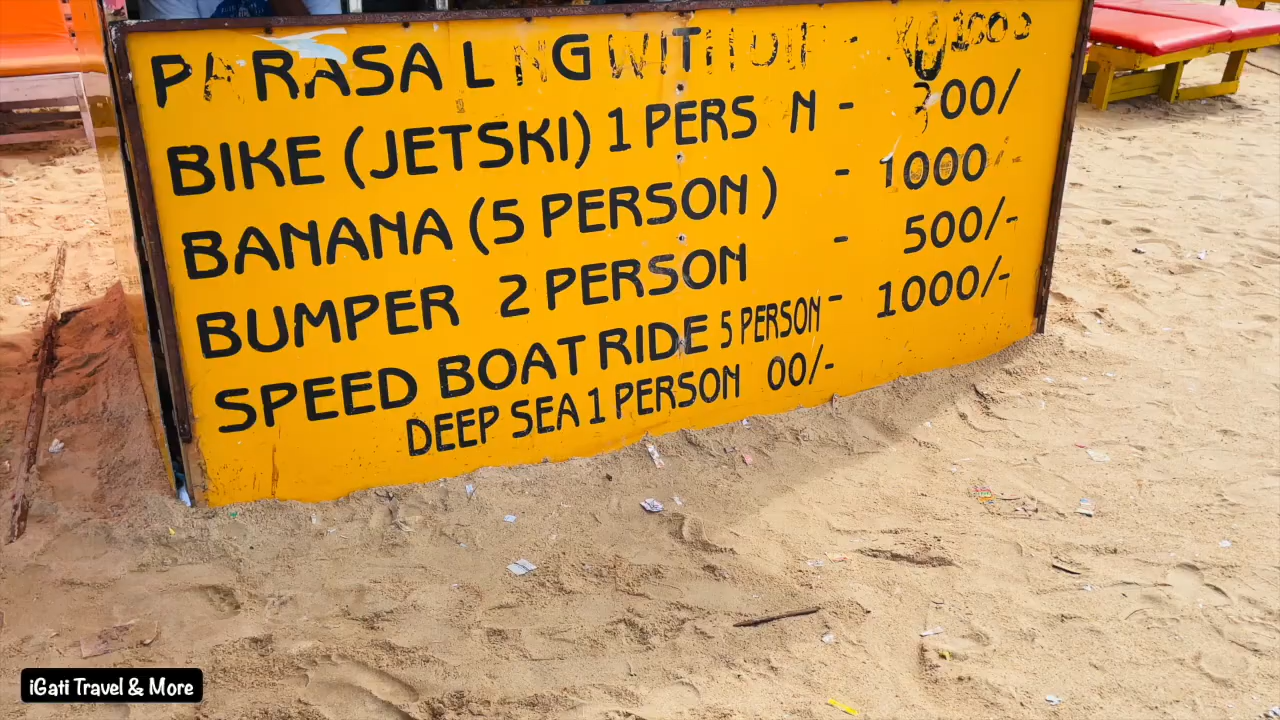 PARASALNG WITH
BIKE (JETSKI) 1 PERS N - 300/
BANANA (5 PERSON) - 1000
BUMPER 2 PERSON - 500/-
SPEED BOAT RIDE 5 PERSON - 1000/-
DEEP SEA 1 PERSON 00/-
iGati Travel & More